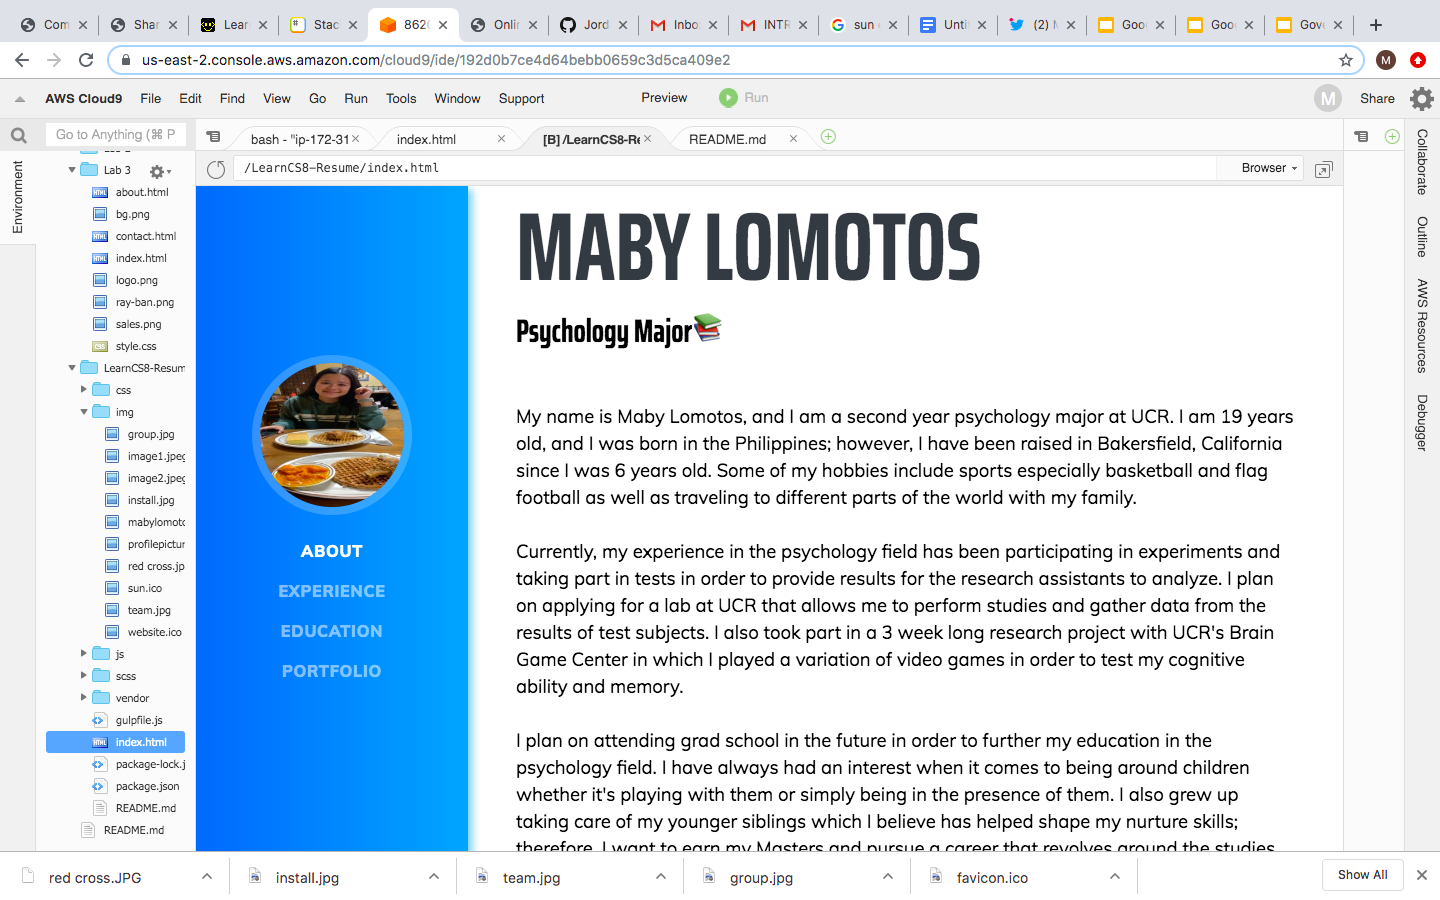 Com
Shar
Lear
Stac
862(
Onlin
Jord
Inbo
INTR
sun
Unti
(2) M
Goo
Goo
Gov
us-east-2.console.aws.amazon.com/cloud9/ide/192d0b7ce4d64bebb0659c3d5ca409e2
M
AWS Cloud9 File Edit Find View Go Run Tools Window Support Preview Run M Share
Go to Anything (⌘ P
bash - "ip-172-31 index.html [B] /LearnCS8-Re README.md
/LearnCS8-Resume/index.html Browser
Environment
Lab 3
about.html
bg.png
contact.html
index.html
logo.png
ray-ban.png
sales.png
style.css
LearnCS8-Resum
css
img
group.jpg
image1.jpeg
image2.jpeg
install.jpg
mabylomoto
profilepictur
red cross.jp
sun.ico
team.jpg
website.ico
js
scss
vendor
gulpfile.js
index.html
package-lock.j
package.json
README.md
README.md
ABOUT
EXPERIENCE
EDUCATION
PORTFOLIO
MABY LOMOTOS
Psychology Major
My name is Maby Lomotos, and I am a second year psychology major at UCR. I am 19 years
old, and I was born in the Philippines; however, I have been raised in Bakersfield, California
since I was 6 years old. Some of my hobbies include sports especially basketball and flag
football as well as traveling to different parts of the world with my family.
Currently, my experience in the psychology field has been participating in experiments and
taking part in tests in order to provide results for the research assistants to analyze. I plan
on applying for a lab at UCR that allows me to perform studies and gather data from the
results of test subjects. I also took part in a 3 week long research project with UCR's Brain
Game Center in which I played a variation of video games in order to test my cognitive
ability and memory.
I plan on attending grad school in the future in order to further my education in the
psychology field. I have always had an interest when it comes to being around children
whether it's playing with them or simply being in the presence of them. I also grew up
taking care of my younger siblings which I believe has helped shape my nurture skills;
therefore, I want to earn my Masters and pursue a career that revolves around the studies
Collaborate
Outline
AWS Resources
Debugger
red cross.JPG install.jpg team.jpg group.jpg favicon.ico Show All